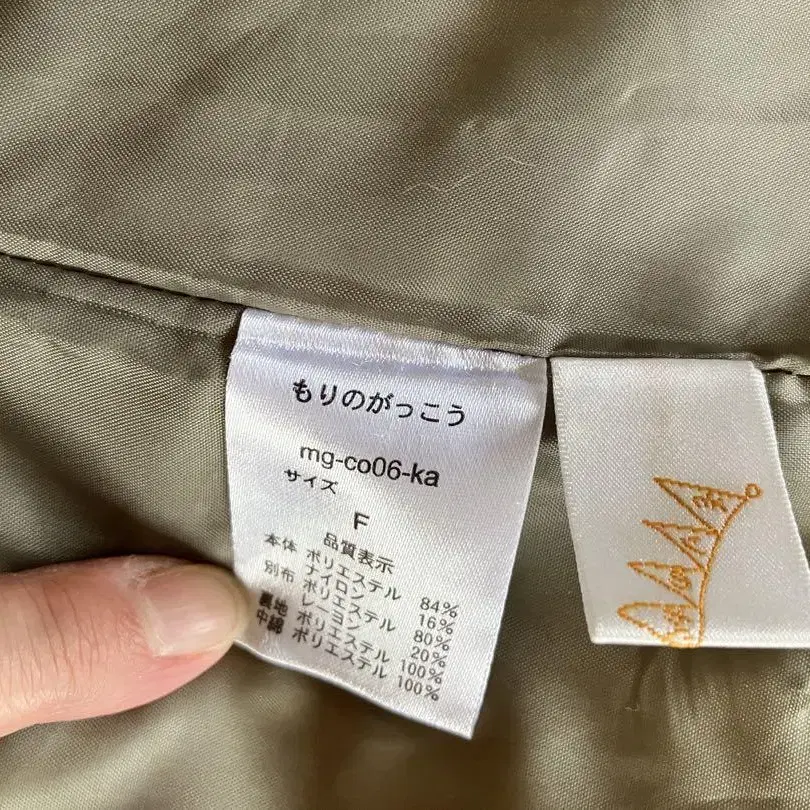 もりのがっこう
mg-co06-ka
サイズ
F
品質表示
本体 ポリエステル 84%
ナイロン 16%
別布 ポリエステル 80%
レーヨン 20%
裏地 ポリエステル 100%
中綿 ポリエステル 100%